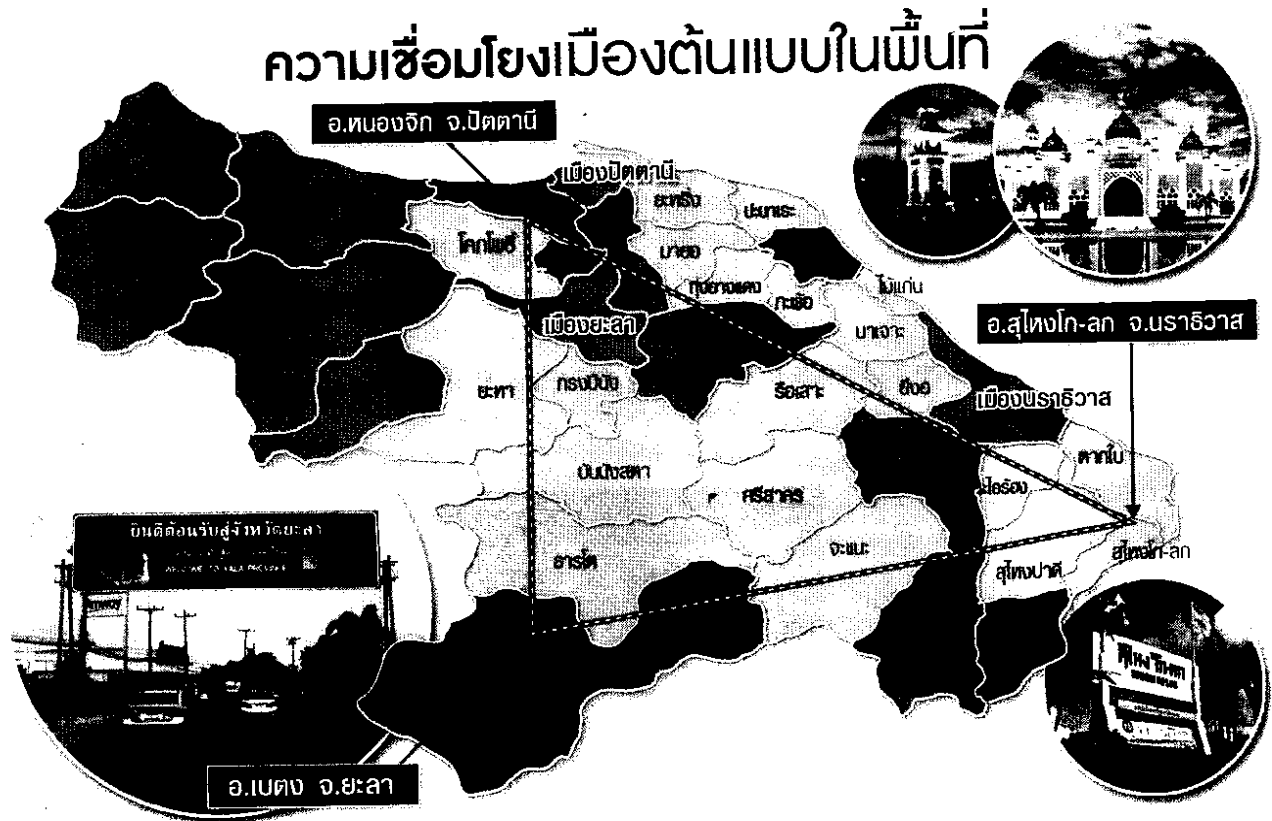 ความเชื่อมโยงเมืองต้นแบบในพื้นที่
อ.หนองจิก จ.ปัตตานี
เมืองปัตตานี
ยะหริ่ง
ปะนาเระ
โคกโพธิ์
มายอ
ทุ่งยางแดง
กะพ้อ
ไม้แก่น
เมืองยะลา
บาเจาะ
อ.สุไหงโก-ลก จ.นราธิวาส
ยะหา
กรงปินัง
รือเสาะ
ยี่งอ
เมืองนราธิวาส
ตากใบ
บันนังสตา
ศรีสาคร
ยินดีต้อนรับสู่จังหวัดยะลา
WELCOME TO YALA PROVINCE
ธารโต
จะแนะ
สุไหงปาดี
สุไหงโก-ลก
อ.เบตง จ.ยะลา